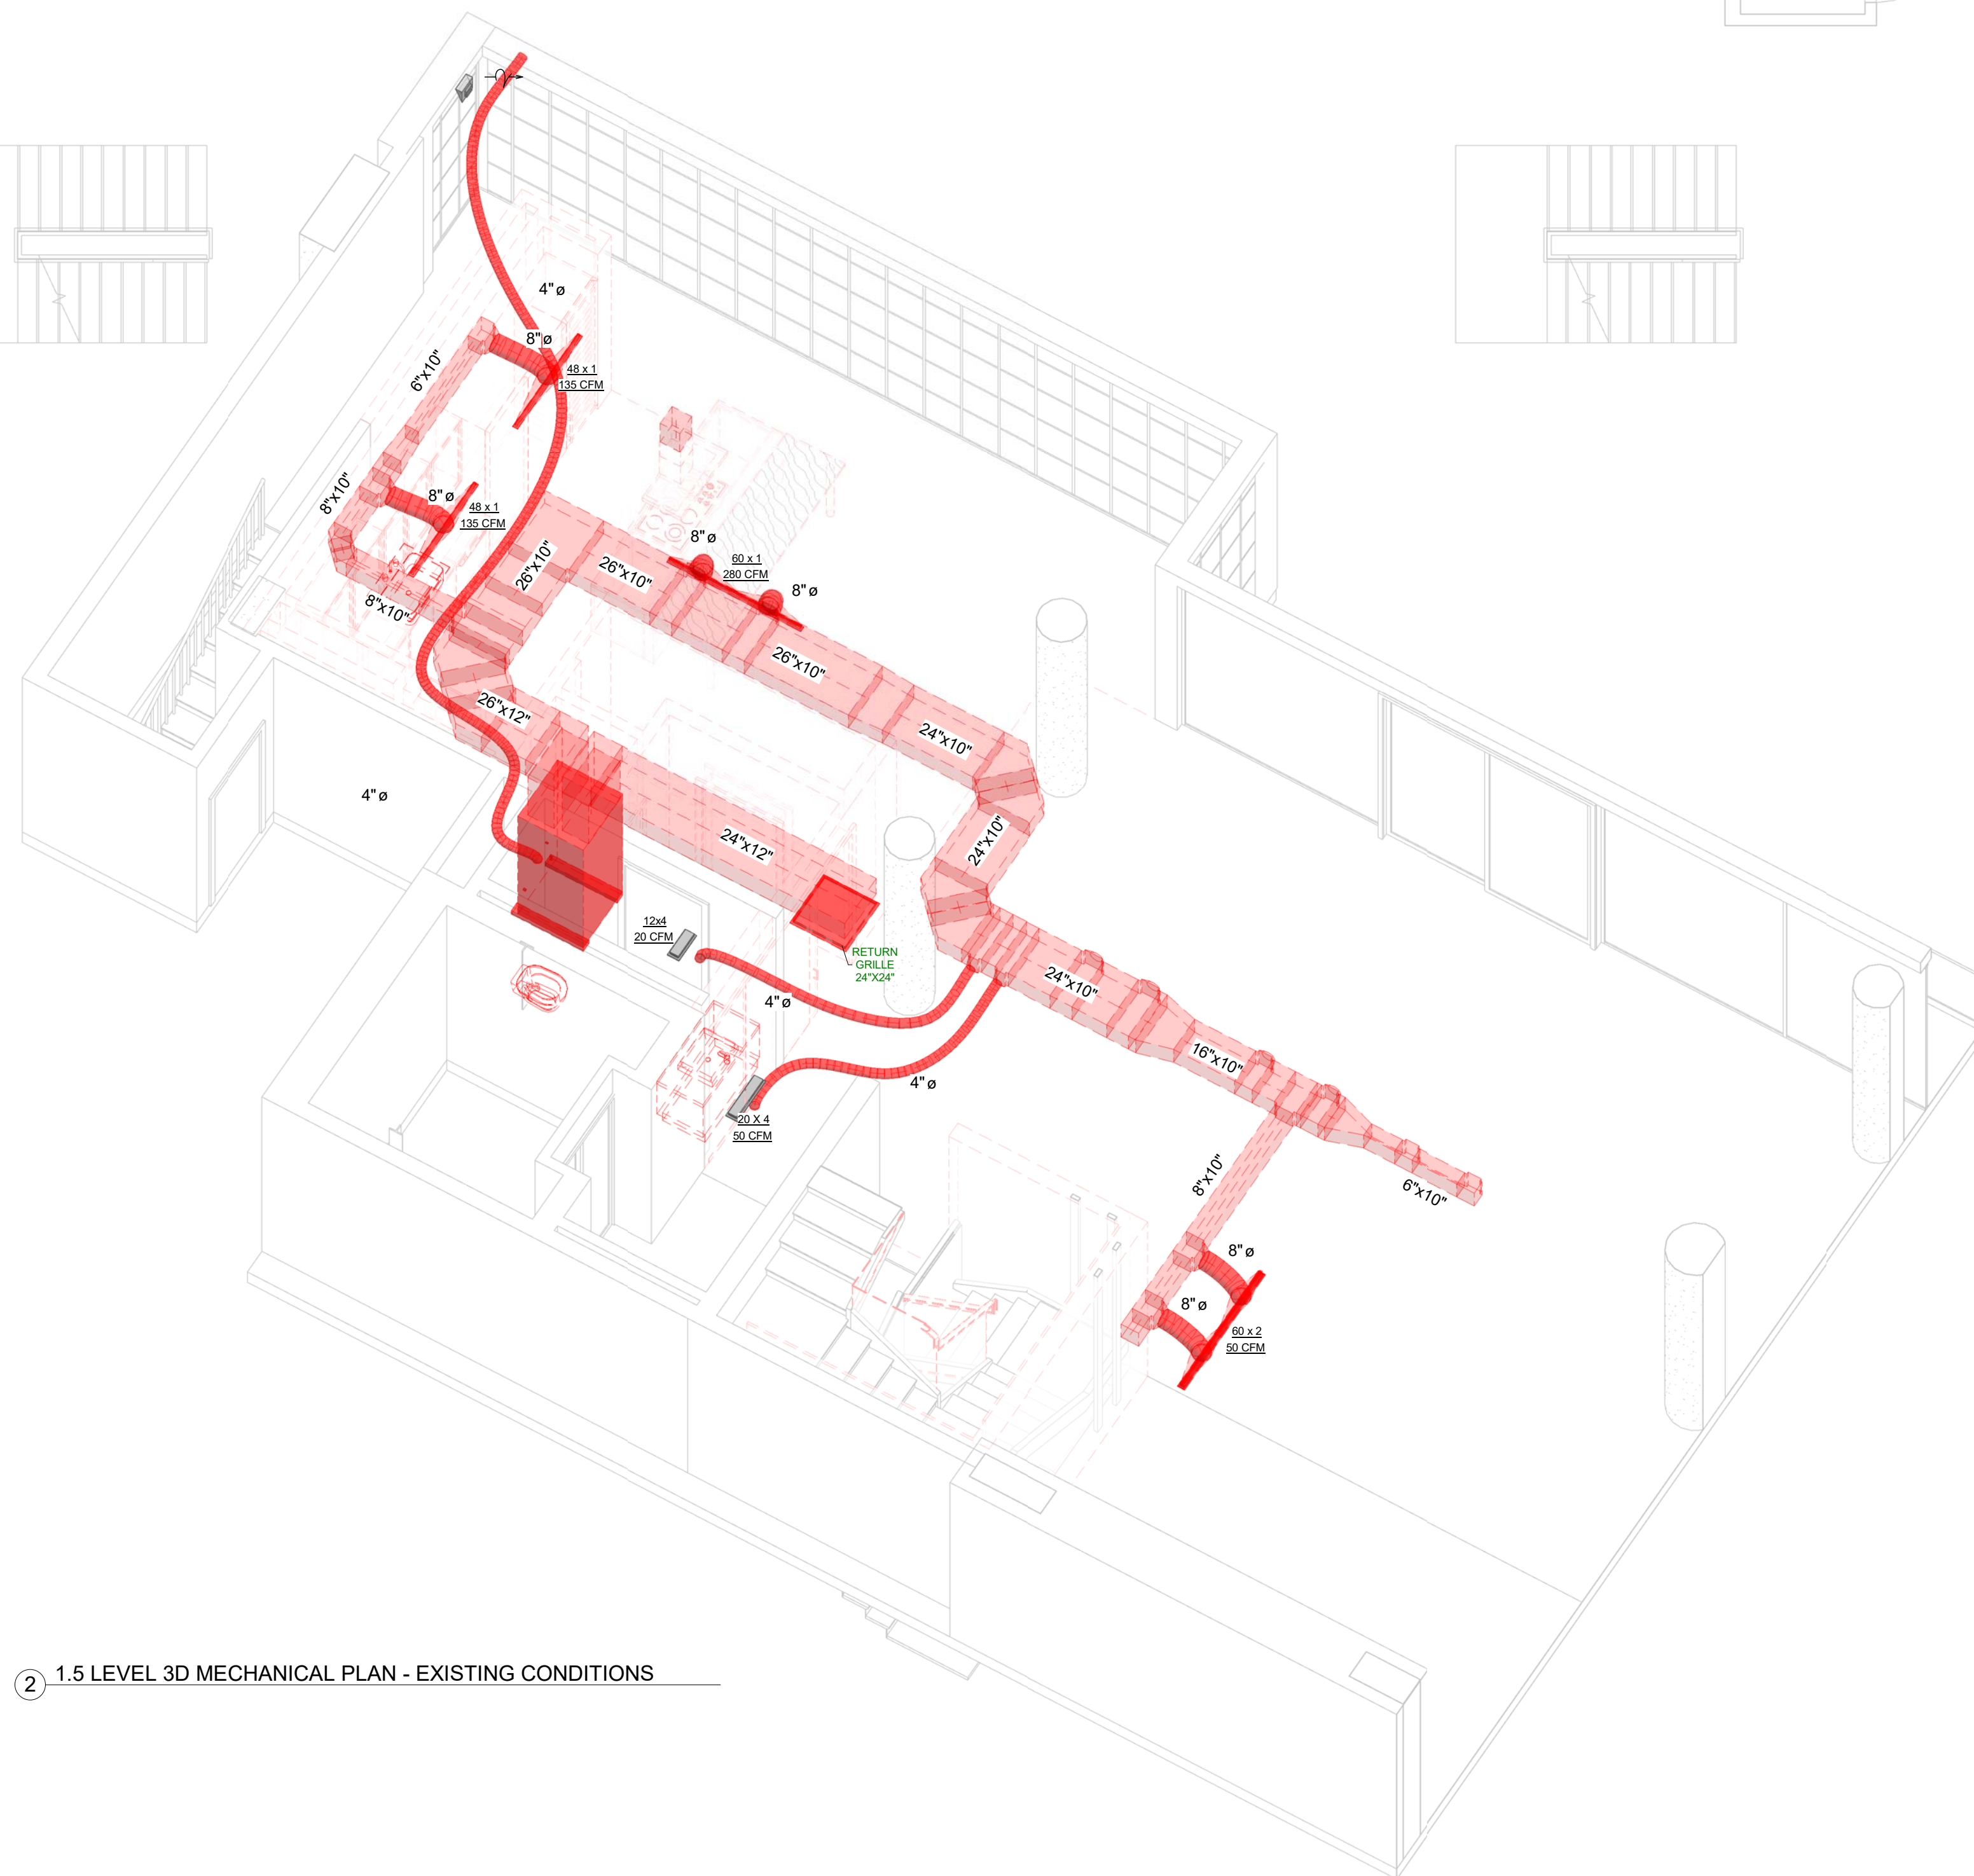 4"ø
8"ø
48 x 1
135 CFM
6"x10"
8"x10"
8"ø
48 x 1
135 CFM
8"x10"
26"x10"
26"x10"
8"ø
60 x 1
280 CFM
8"ø
26"x10"
26"x12"
24"x10"
4"ø
24"x12"
24"x10"
12x4
20 CFM
RETURN
GRILLE
24"X24"
4"ø
24"x10"
16"x10"
4"ø
20 X 4
50 CFM
8"x10"
6"x10"
8"ø
8"ø
60 x 2
50 CFM
2
1.5 LEVEL 3D MECHANICAL PLAN - EXISTING CONDITIONS